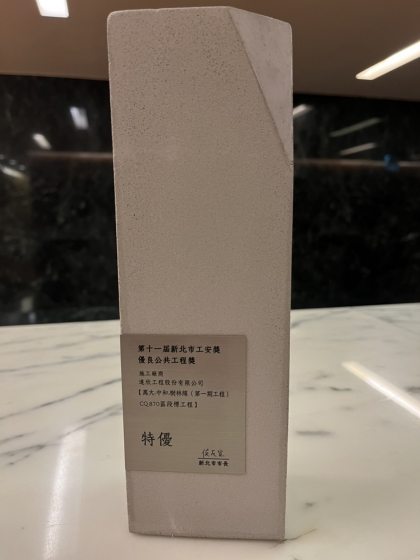 第十一屆新北市工安獎
優良公共工程獎
施工廠商
達欣工程股份有限公司
【萬大-中和-樹林線(第一期工程)
CQ870區段標工程】
特優
侯友宜
新北市市長